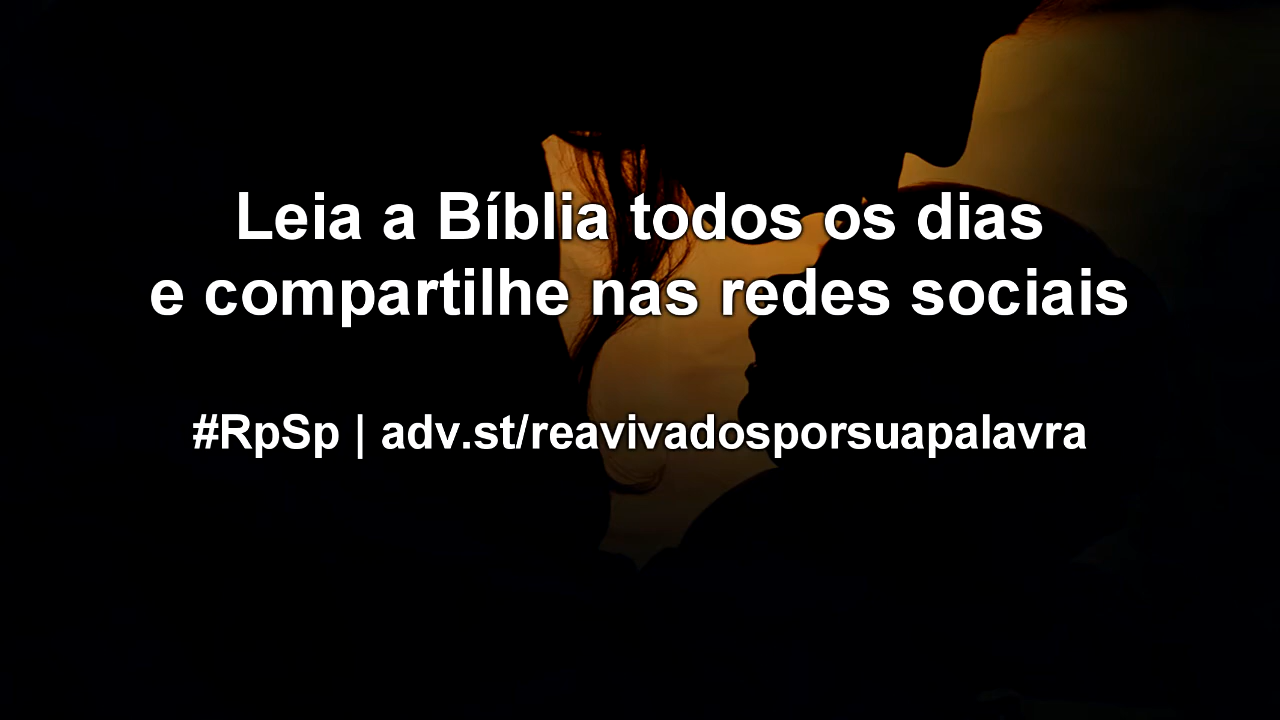 Leia a Bíblia todos os dias
e compartilhe nas redes sociais
#RpSp | adv.st/reavivadosporsuapalavra